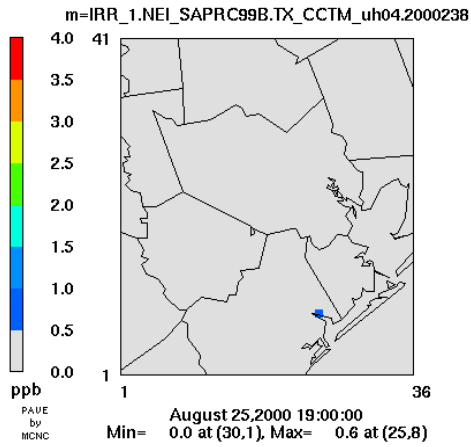 m=IRR_1.NEI_SAPRC99B.TX_CCTM_uh04.2000238
41
4.0
3.5
3.0
2.5
2.0
1.5
1.0
0.5
0.0
1
ppb
1
36
PAVE
by
MCNC
August 25,2000 19:00:00
Min= 0.0 at (30,1), Max= 0.6 at (25,8)